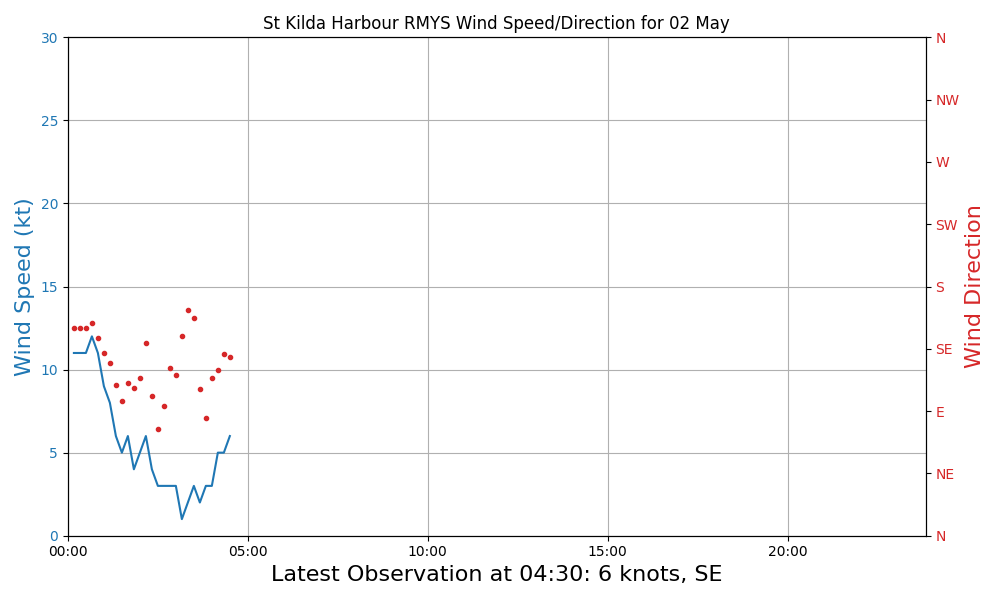 St Kilda Harbour RMYS Wind Speed/Direction for 02 May
30
25
20
15
10
5
0
Wind Speed (kt)
N
NW
W
SW
S
SE
E
NE
N
Wind Direction
00:00
05:00
10:00
15:00
20:00
Latest Observation at 04:30: 6 knots, SE